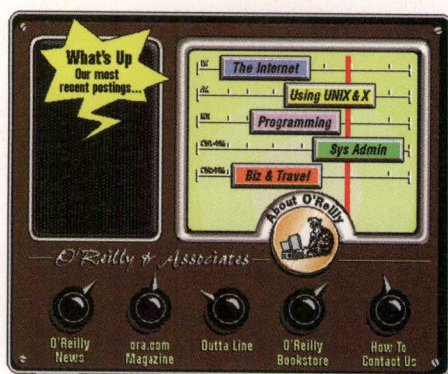 What's Up
Our most
recent postings...
The Internet
Using UNIX & X
Programming
Sys Admin
Biz & Travel
About O'Reilly
O'Reilly & Associates
O'Reilly
News
ora.com
Magazine
Outta Line
O'Reilly
Bookstore
How To
Contact Us